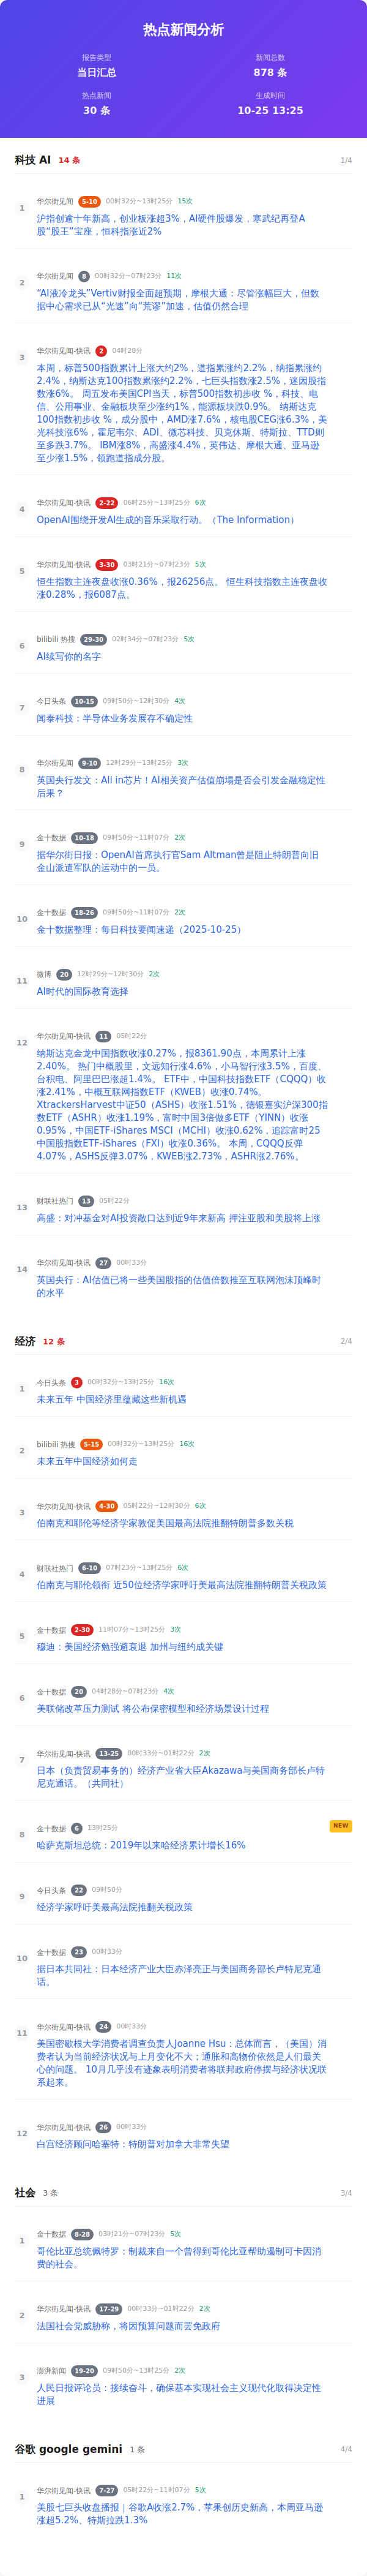 热点新闻分析
报告类型
新闻总数
当日汇总
878 条
热点新闻
生成时间
30 条
10-25 13:25
科技 AI 14 条 1/4
1
华尔街见闻 5-10 00时32分~13时25分 15次
沪指创逾十年新高，创业板涨超3%，AI硬件股爆发，寒武纪再登A
股“股王”宝座，恒科指涨近2%
2
华尔街见闻 8 00时32分~07时23分 11次
“AI液冷龙头”Vertiv财报全面超预期，摩根大通：尽管涨幅巨大，但数
据中心需求已从“光速”向“荒谬”加速，估值仍然合理
3
华尔街见闻-快讯 2 04时28分
本周，标普500指数累计上涨大约2%，道指累涨约2.2%，纳指累涨约
2.4%，纳斯达克100指数累涨约2.2%，七巨头指数涨2.5%，迷因股指
数涨6%。 周五发布美国CPI当天，标普500指数初步收 %，科技、电
信、公用事业、金融板块至少涨约1%，能源板块跌0.9%。 纳斯达克
100指数初步收 %，成分股中，AMD涨7.6%，核电股CEG涨6.3%，美
光科技涨6%，霍尼韦尔、ADI、微芯科技、贝克休斯、特斯拉、TTD则
至多跌3.7%。 IBM涨8%，高盛涨4.4%，英伟达、摩根大通、亚马逊
至少涨1.5%，领跑道指成分股。
4
华尔街见闻-快讯 2-22 06时25分~13时25分 6次
OpenAI围绕开发AI生成的音乐采取行动。（The Information）
5
华尔街见闻-快讯 3-30 03时21分~07时23分 5次
恒生指数主连夜盘收涨0.36%，报26256点。 恒生科技指数主连夜盘收
涨0.28%，报6087点。
6
bilibili 热搜 29-30 02时34分~07时23分 5次
AI续写你的名字
7
今日头条 10-15 09时50分~12时30分 4次
闻泰科技：半导体业务发展存不确定性
8
华尔街见闻 9-10 12时29分~13时25分 3次
英国央行发文：All in芯片！AI相关资产估值崩塌是否会引发金融稳定性
后果？
9
金十数据 10-18 09时50分~11时07分 2次
据华尔街日报：OpenAI首席执行官Sam Altman曾是阻止特朗普向旧
金山派遣军队的运动中的一员。
10
金十数据 18-26 09时50分~11时07分 2次
金十数据整理：每日科技要闻速递（2025-10-25）
11
微博 20 12时29分~12时30分 2次
AI时代的国际教育选择
12
华尔街见闻-快讯 11 05时22分
纳斯达克金龙中国指数收涨0.27%，报8361.90点，本周累计上涨
2.40%。 热门中概股里，文远知行涨4.6%，小马智行涨3.5%，百度、
台积电、阿里巴巴涨超1.4%。 ETF中，中国科技指数ETF（CQQQ）收
涨2.41%，中概互联网指数ETF（KWEB）收涨0.74%。
XtrackersHarvest中证50（ASHS）收涨1.51%，德银嘉实沪深300指
数ETF（ASHR）收涨1.19%，富时中国3倍做多ETF（YINN）收涨
0.95%，中国ETF-iShares MSCI（MCHI）收涨0.62%，追踪富时25
中国股指数ETF-iShares（FXI）收涨0.36%。 本周，CQQQ反弹
4.07%，ASHS反弹3.07%，KWEB涨2.73%，ASHR涨2.76%。
13
财联社热门 13 05时22分
高盛：对冲基金对AI投资敞口达到近9年来新高 押注亚股和美股将上涨
14
华尔街见闻-快讯 27 00时33分
英国央行：AI估值已将一些美国股指的估值倍数推至互联网泡沫顶峰时
的水平
经济 12 条 2/4
1
今日头条 3 00时32分~13时25分 16次
未来五年 中国经济里蕴藏这些新机遇
2
bilibili 热搜 5-15 00时32分~13时25分 16次
未来五年中国经济如何走
3
华尔街见闻-快讯 4-30 05时22分~12时30分 6次
伯南克和耶伦等经济学家敦促美国最高法院推翻特朗普多数关税
4
财联社热门 6-10 07时23分~13时25分 6次
伯南克与耶伦领衔 近50位经济学家呼吁美最高法院推翻特朗普关税政策
5
金十数据 2-30 11时07分~13时25分 3次
穆迪：美国经济勉强避衰退 加州与纽约成关键
6
金十数据 20 04时28分~07时23分 4次
美联储改革压力测试 将公布保密模型和经济场景设计过程
7
华尔街见闻-快讯 13-25 00时33分~01时22分 2次
日本（负责贸易事务的）经济产业省大臣Akazawa与美国商务部长卢特
尼克通话。（共同社）
8
金十数据 6 13时25分 NEW
哈萨克斯坦总统：2019年以来哈经济累计增长16%
9
今日头条 22 09时50分
经济学家呼吁美最高法院推翻关税政策
10
金十数据 23 00时33分
据日本共同社：日本经济产业大臣赤泽亮正与美国商务部长卢特尼克通
话。
11
华尔街见闻-快讯 24 00时33分
美国密歇根大学消费者调查负责人Joanne Hsu：总体而言，（美国）消
费者认为当前经济状况与上月变化不大；通胀和高物价依然是人们最关
心的问题。 10月几乎没有迹象表明消费者将联邦政府停摆与经济状况联
系起来。
12
华尔街见闻-快讯 26 00时33分
白宫经济顾问哈塞特：特朗普对加拿大非常失望
社会 3 条 3/4
1
金十数据 8-28 03时21分~07时23分 5次
哥伦比亚总统佩特罗：制裁来自一个曾得到哥伦比亚帮助遏制可卡因消
费的社会。
2
华尔街见闻-快讯 17-29 00时33分~01时22分 2次
法国社会党威胁称，将因预算问题而罢免政府
3
澎湃新闻 19-20 09时50分~13时25分 2次
人民日报评论员：接续奋斗，确保基本实现社会主义现代化取得决定性
进展
谷歌 google gemini 1 条 4/4
1
华尔街见闻-快讯 7-27 05时22分~11时07分 5次
美股七巨头收盘播报｜谷歌A收涨2.7%，苹果创历史新高，本周亚马逊
涨超5.2%、特斯拉跌1.3%